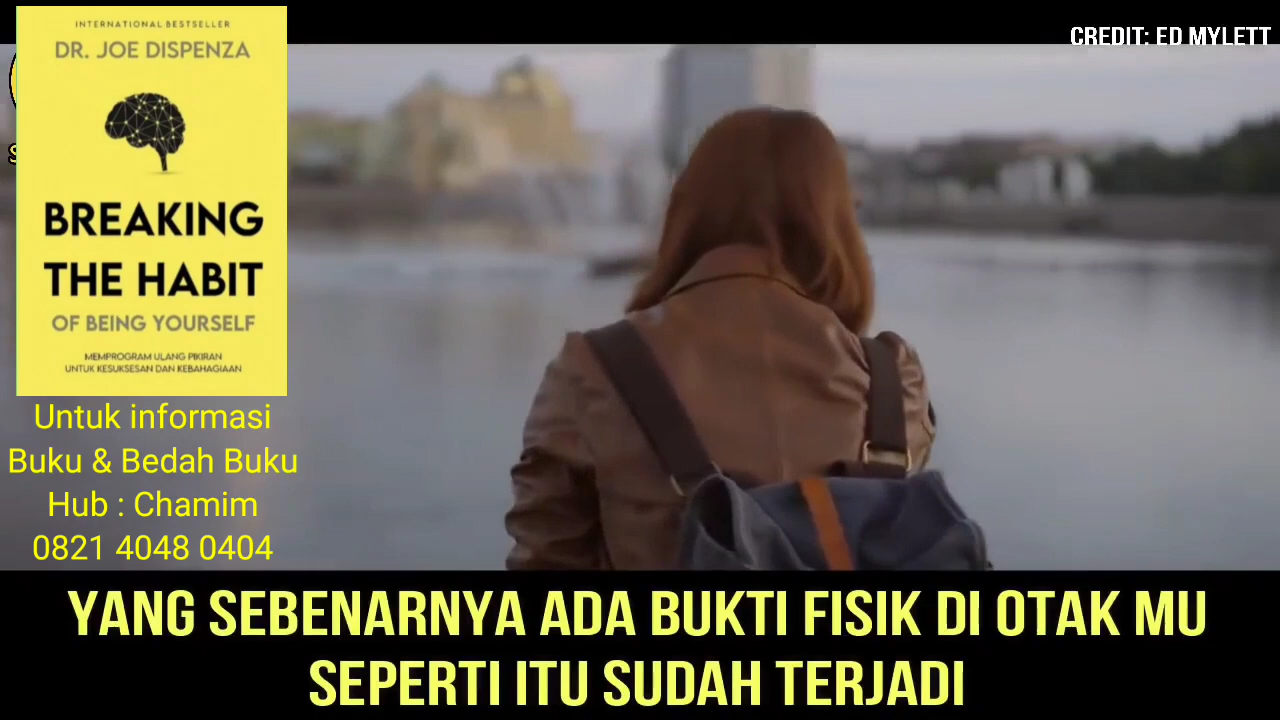 INTERNATIONAL BESTSELLER
DR. JOE DISPENZA
BREAKING
THE HABIT
OF BEING YOURSELF
MEMPROGRAM ULANG PIKIRAN
UNTUK KESUKSESAN DAN KEBAHAGIAAN
Untuk informasi
Buku & Bedah Buku
Hub : Chamim
0821 4048 0404
CREDIT: ED MYLETT
YANG SEBENARNYA ADA BUKTI FISIK DI OTAK MU
SEPERTI ITU SUDAH TERJADI